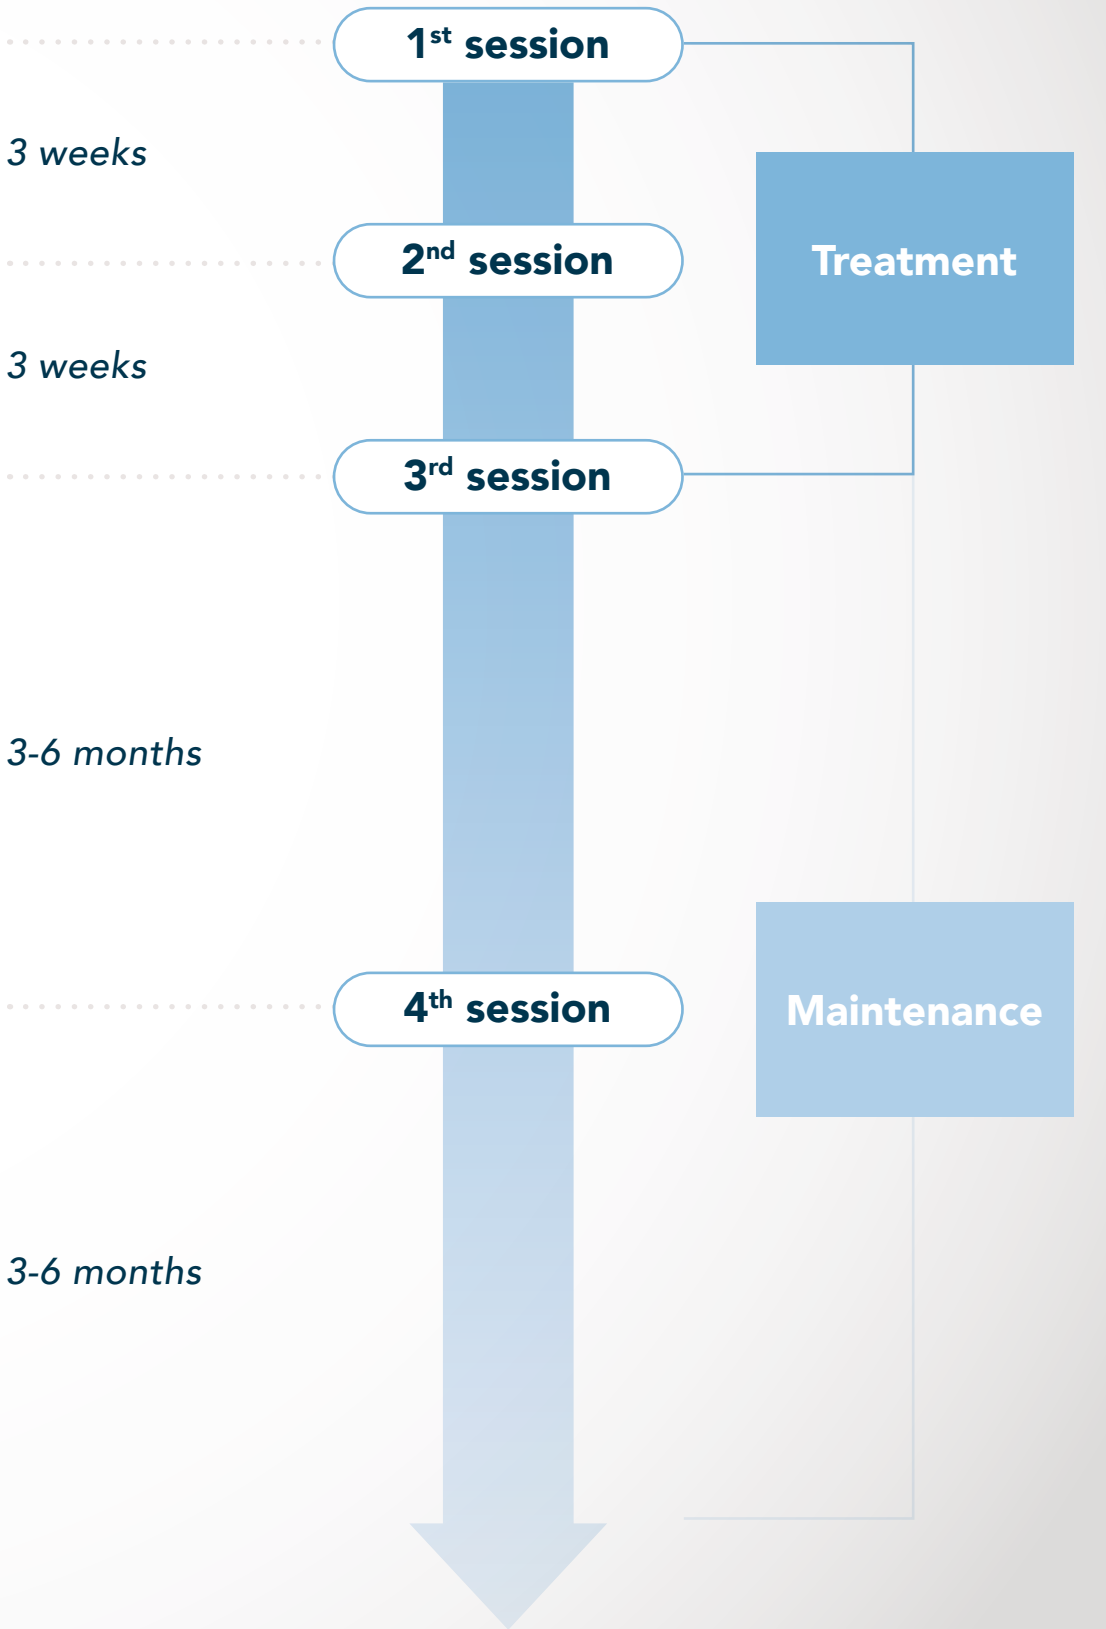 1st session
3 weeks
2nd session
Treatment
3 weeks
3rd session
3-6 months
4th session
Maintenance
3-6 months